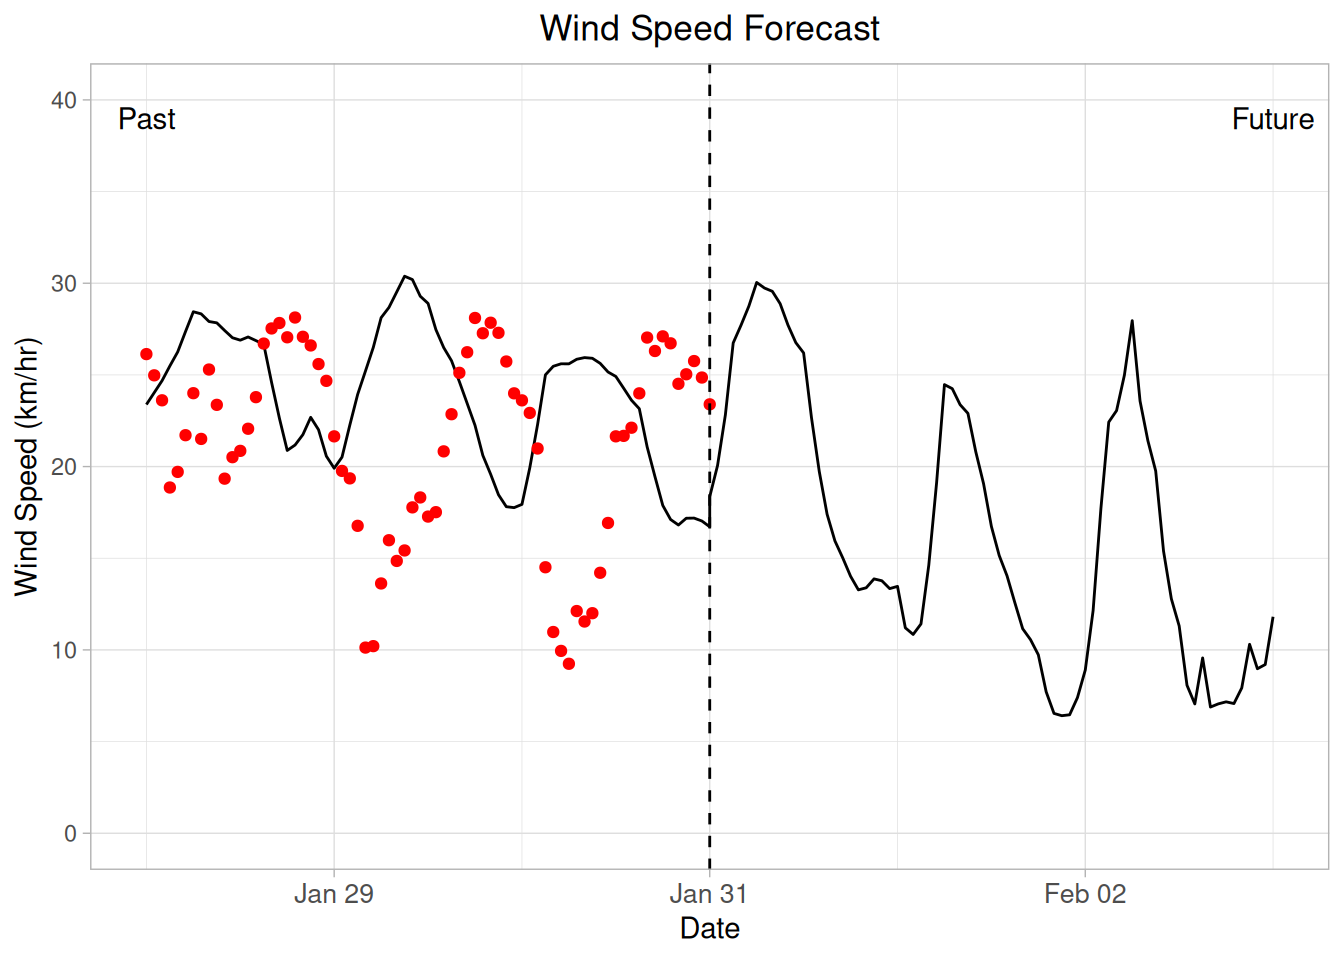 Wind Speed Forecast
Past
Future
40
30
20
10
0
Wind Speed (km/hr)
Jan 29
Jan 31
Feb 02
Date